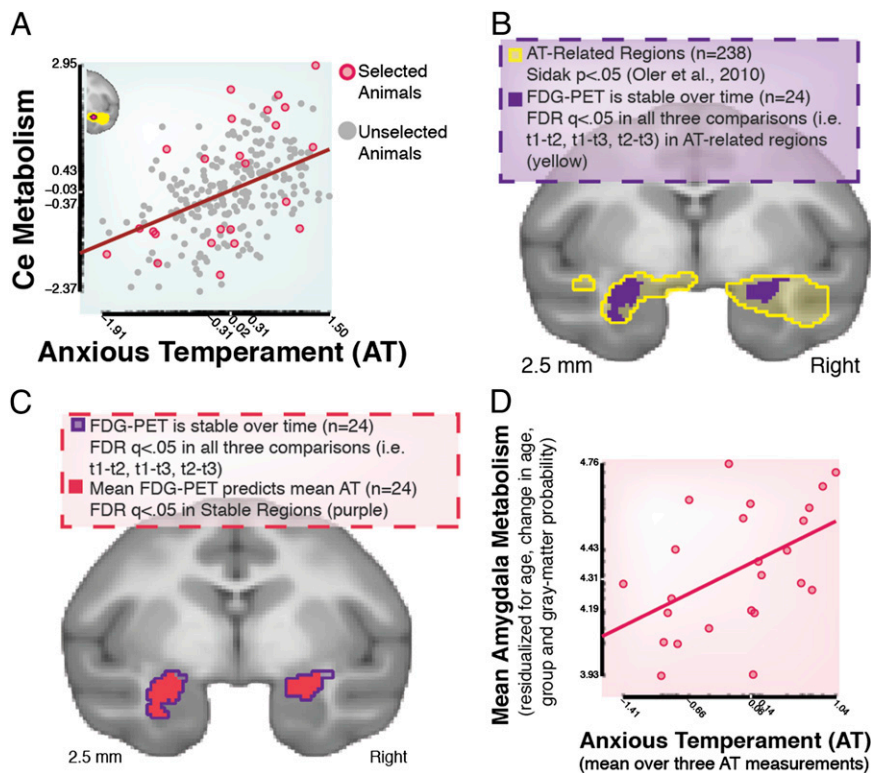 A
2.95
0.43
-0.03
-0.37
-2.37
Ce Metabolism
-1.91
-0.31
0.02
0.31
1.50
Anxious Temperament (AT)
Selected
Animals
Unselected
Animals
B
AT-Related Regions (n=238)
Sidak p<.05 (Oler et al., 2010)
FDG-PET is stable over time (n=24)
FDR q<.05 in all three comparisons (i.e.
t1-t2, t1-t3, t2-t3) in AT-related regions
(yellow)
2.5 mm
Right
C
FDG-PET is stable over time (n=24)
FDR q<.05 in all three comparisons (i.e.
t1-t2, t1-t3, t2-t3)
Mean FDG-PET predicts mean AT (n=24)
FDR q<.05 in Stable Regions (purple)
2.5 mm
Right
D
Mean Amygdala Metabolism
(residualized for age, change in age,
group and gray-matter probability)
4.76
4.43
4.31
4.19
3.93
-1.41
-0.66
0.06
0.14
1.04
Anxious Temperament (AT)
(mean over three AT measurements)